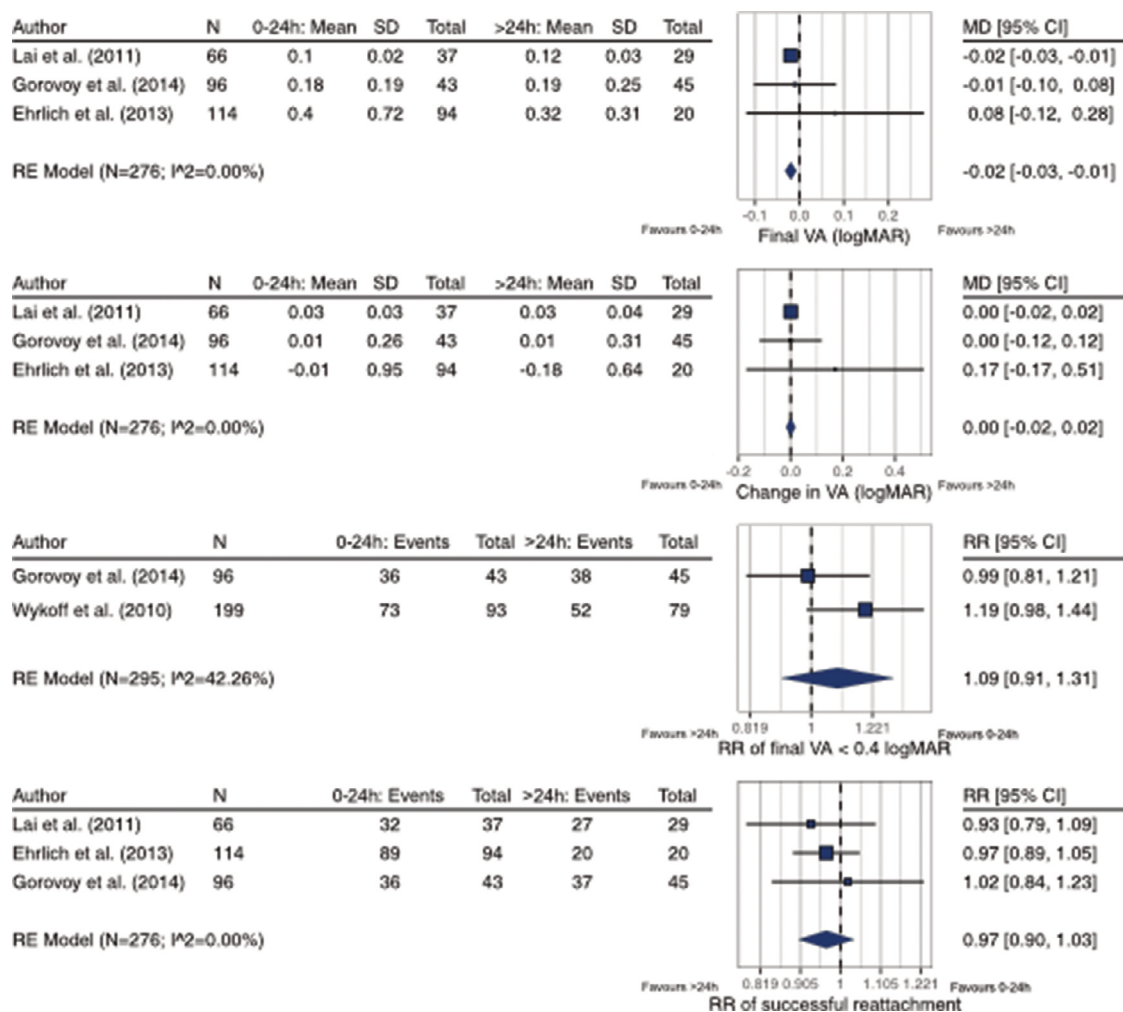 Author N 0-24h: Mean SD Total >24h: Mean SD Total MD [95% CI]
Lai et al. (2011) 66 0.1 0.02 37 0.12 0.03 29 -0.02 [-0.03, -0.01]
Gorovoy et al. (2014) 96 0.18 0.19 43 0.19 0.25 45 -0.01 [-0.10, 0.08]
Ehrlich et al. (2013) 114 0.4 0.72 94 0.32 0.31 20 0.08 [-0.12, 0.28]
RE Model (N=276; I^2=0.00%) -0.02 [-0.03, -0.01]
-0.1 0.0 0.1 0.2
Favours 0-24h Final VA (logMAR) Favours >24h
Author N 0-24h: Mean SD Total >24h: Mean SD Total MD [95% CI]
Lai et al. (2011) 66 0.03 0.03 37 0.03 0.04 29 0.00 [-0.02, 0.02]
Gorovoy et al. (2014) 96 0.01 0.26 43 0.01 0.31 45 0.00 [-0.12, 0.12]
Ehrlich et al. (2013) 114 -0.01 0.95 94 -0.18 0.64 20 0.17 [-0.17, 0.51]
RE Model (N=276; I^2=0.00%) 0.00 [-0.02, 0.02]
-0.2 0.0 0.2 0.4
Favours 0-24h Change in VA (logMAR) Favours >24h
Author N 0-24h: Events Total >24h: Events Total RR [95% CI]
Gorovoy et al. (2014) 96 36 43 38 45 0.99 [0.81, 1.21]
Wykoff et al. (2010) 199 73 93 52 79 1.19 [0.98, 1.44]
RE Model (N=295; I^2=42.26%) 1.09 [0.91, 1.31]
0.819 1 1.221
Favours >24h RR of final VA < 0.4 logMAR Favours 0-24h
Author N 0-24h: Events Total >24h: Events Total RR [95% CI]
Lai et al. (2011) 66 32 37 27 29 0.93 [0.79, 1.09]
Ehrlich et al. (2013) 114 89 94 20 20 0.97 [0.89, 1.05]
Gorovoy et al. (2014) 96 36 43 37 45 1.02 [0.84, 1.23]
RE Model (N=276; I^2=0.00%) 0.97 [0.90, 1.03]
0.819 0.905 1 1.105 1.221
Favours >24h RR of successful reattachment Favours 0-24h